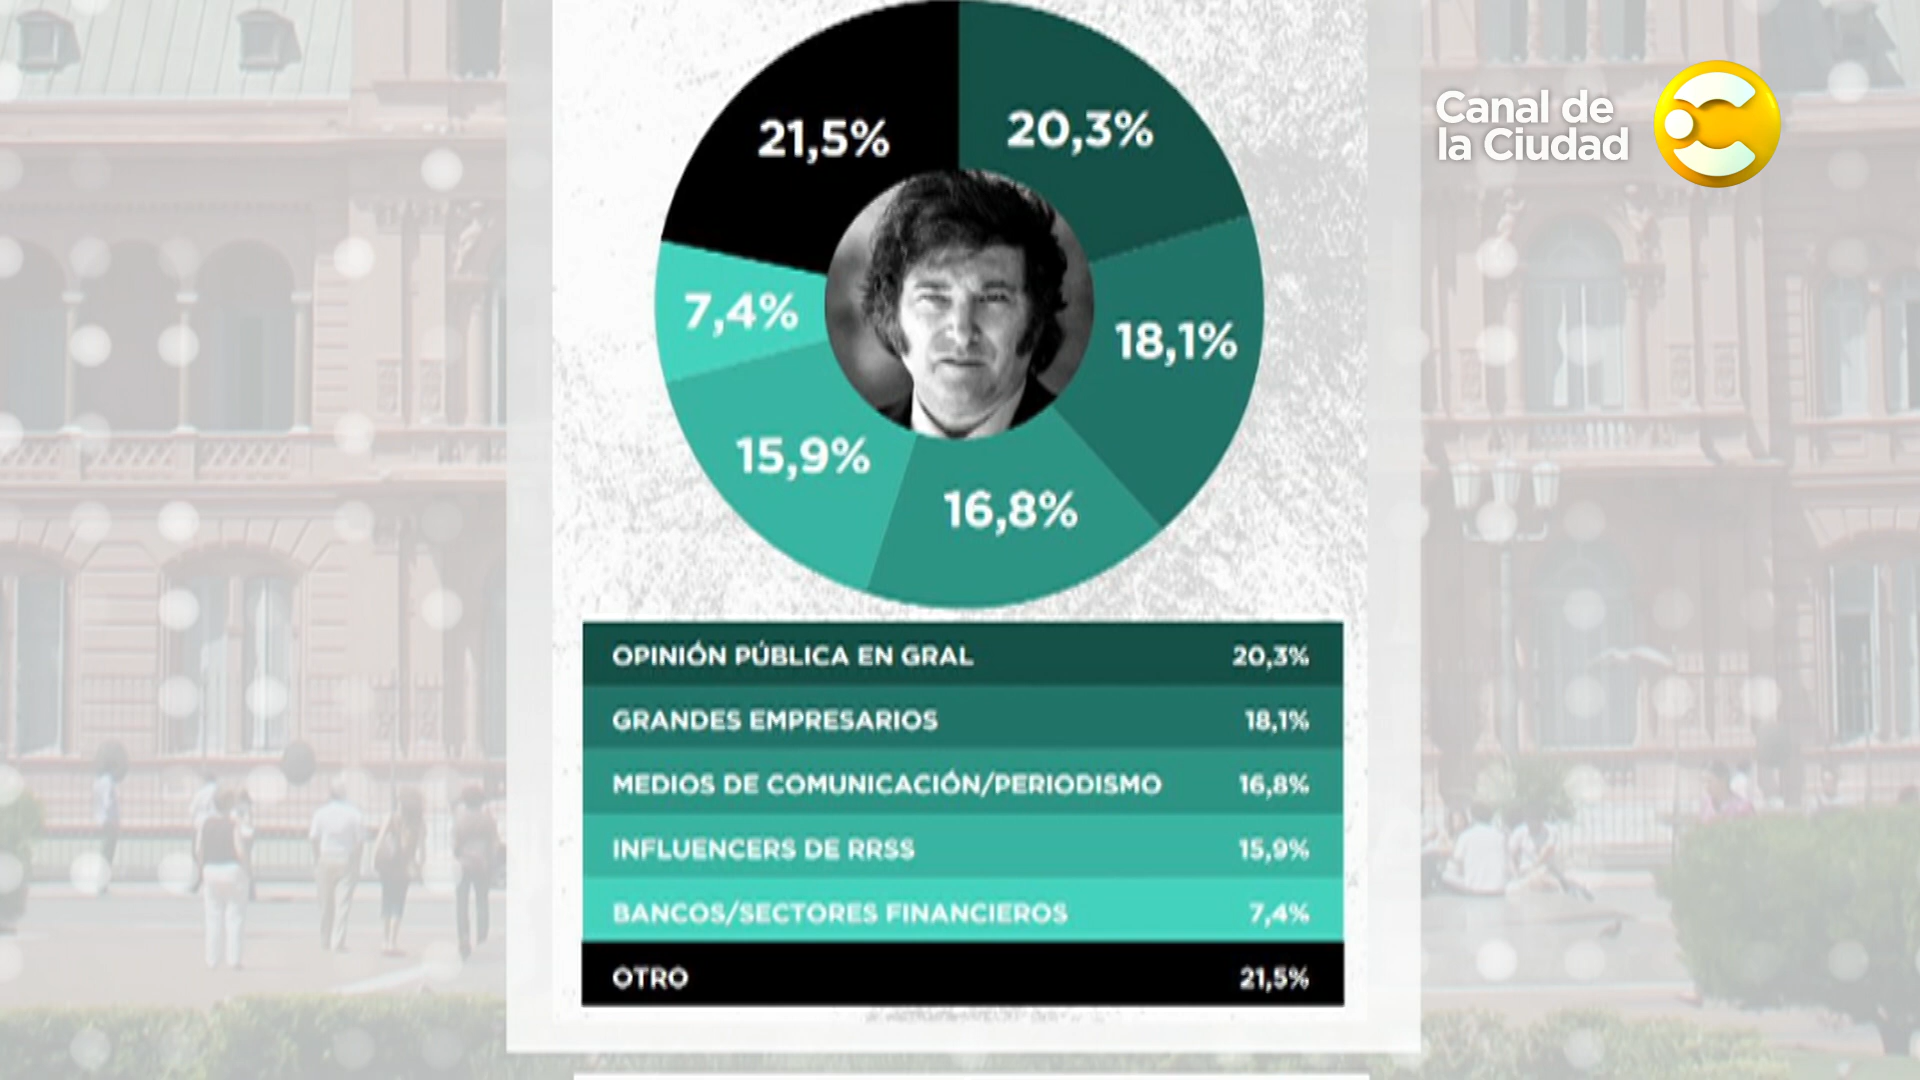 21,5%
20,3%
Canal de
la Ciudad
7,4%
18,1%
15,9%
16,8%
OPINIÓN PÚBLICA EN GRAL 20,3%
GRANDES EMPRESARIOS 18,1%
MEDIOS DE COMUNICACIÓN/PERIODISMO 16,8%
INFLUENCERS DE RRSS 15,9%
BANCOS/SECTORES FINANCIEROS 7,4%
OTRO 21,5%